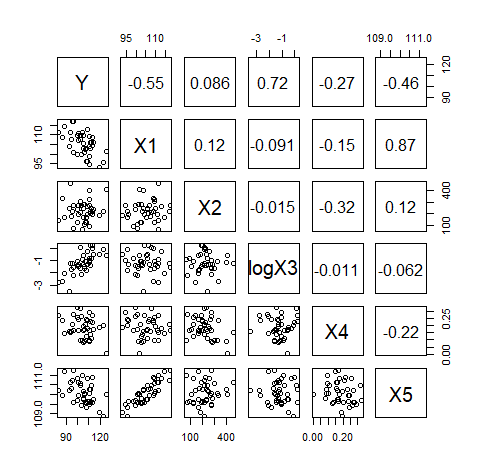 95 110 -3 -1 109.0 111.0
Y -0.55 0.086 0.72 -0.27 -0.46 90 120
95 110 X1 0.12 -0.091 -0.15 0.87
X2 -0.015 -0.32 0.12 100 400
-3 -1 logX3 -0.011 -0.062
X4 -0.22 0.00 0.25
109.0 111.0 X5
90 120 100 400 0.00 0.20